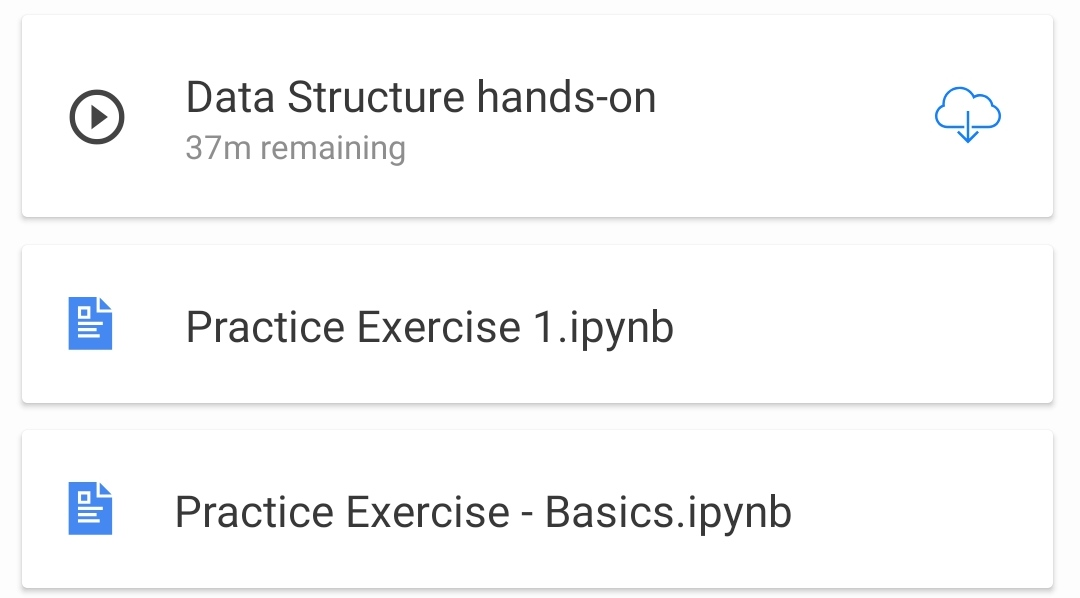 Data Structure hands-on
37m remaining
Practice Exercise 1.ipynb
Practice Exercise - Basics.ipynb